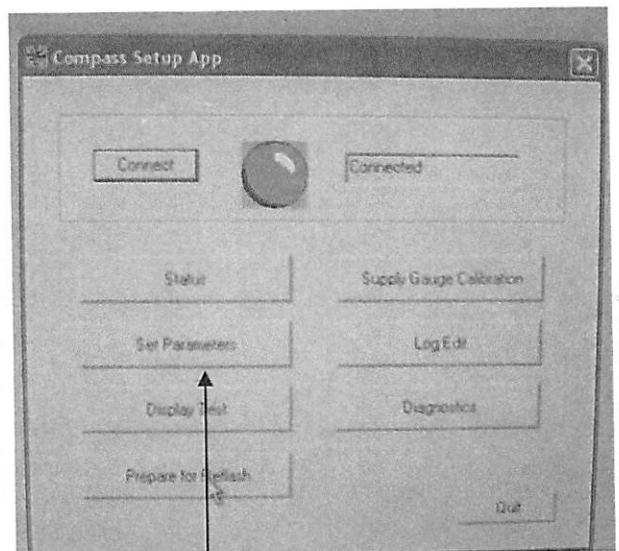 Compass Setup App
Connect
Connected
Status
Supply Gauge Calibration
Set Parameters
Log Edit
Display Test
Diagnostics
Prepare for Reflash
Quit